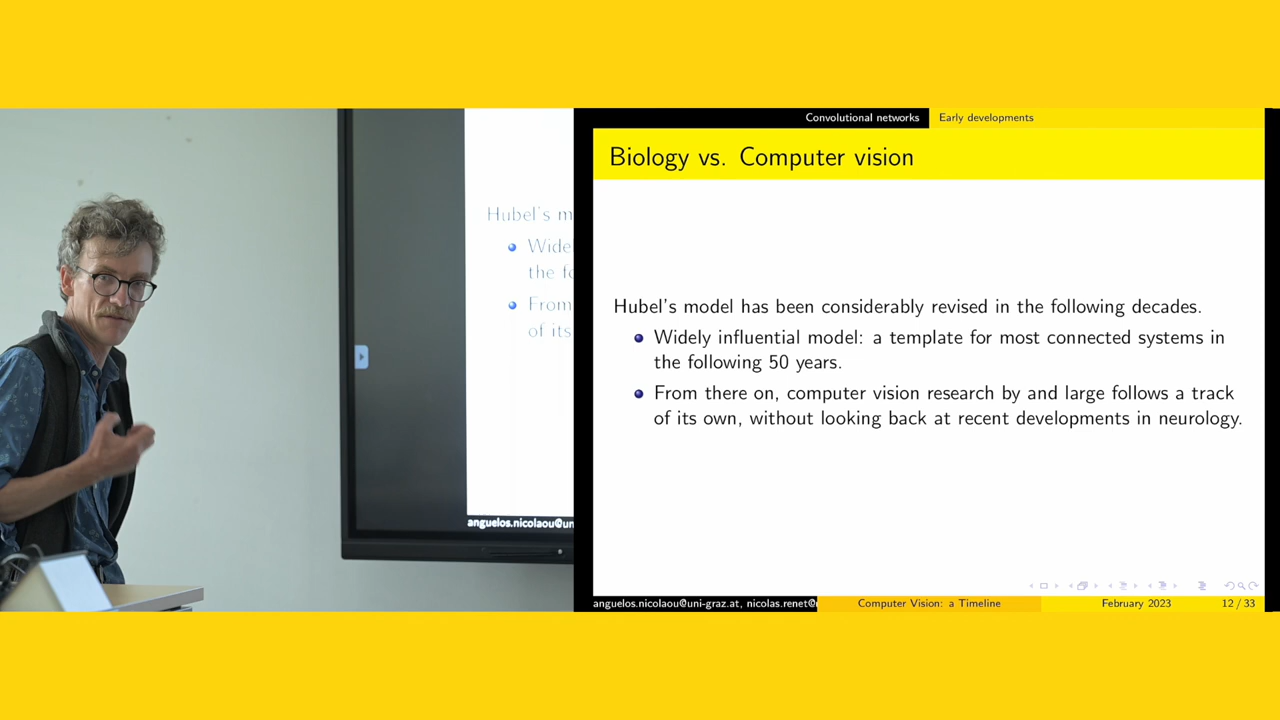 Hubel's m
Wide
the fo
From
of its
anguelos.nicolaou@un
Convolutional networks Early developments
Biology vs. Computer vision
Hubel's model has been considerably revised in the following decades.
Widely influential model: a template for most connected systems in
the following 50 years.
From there on, computer vision research by and large follows a track
of its own, without looking back at recent developments in neurology.
anguelos.nicolaou@uni-graz.at, nicolas.renet@ Computer Vision: a Timeline February 2023 12 / 33